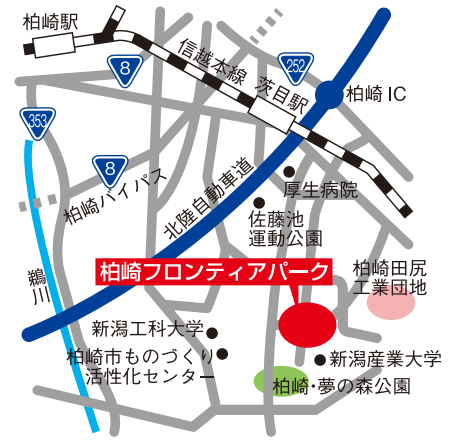 柏崎駅
8
信越本線
252
茨目駅
柏崎IC
353
8
柏崎バイパス
北陸自動車道
厚生病院
佐藤池
運動公園
鵜川
柏崎フロンティアパーク
柏崎田尻
工業団地
新潟工科大学
柏崎市ものづくり
活性化センター
新潟産業大学
柏崎・夢の森公園